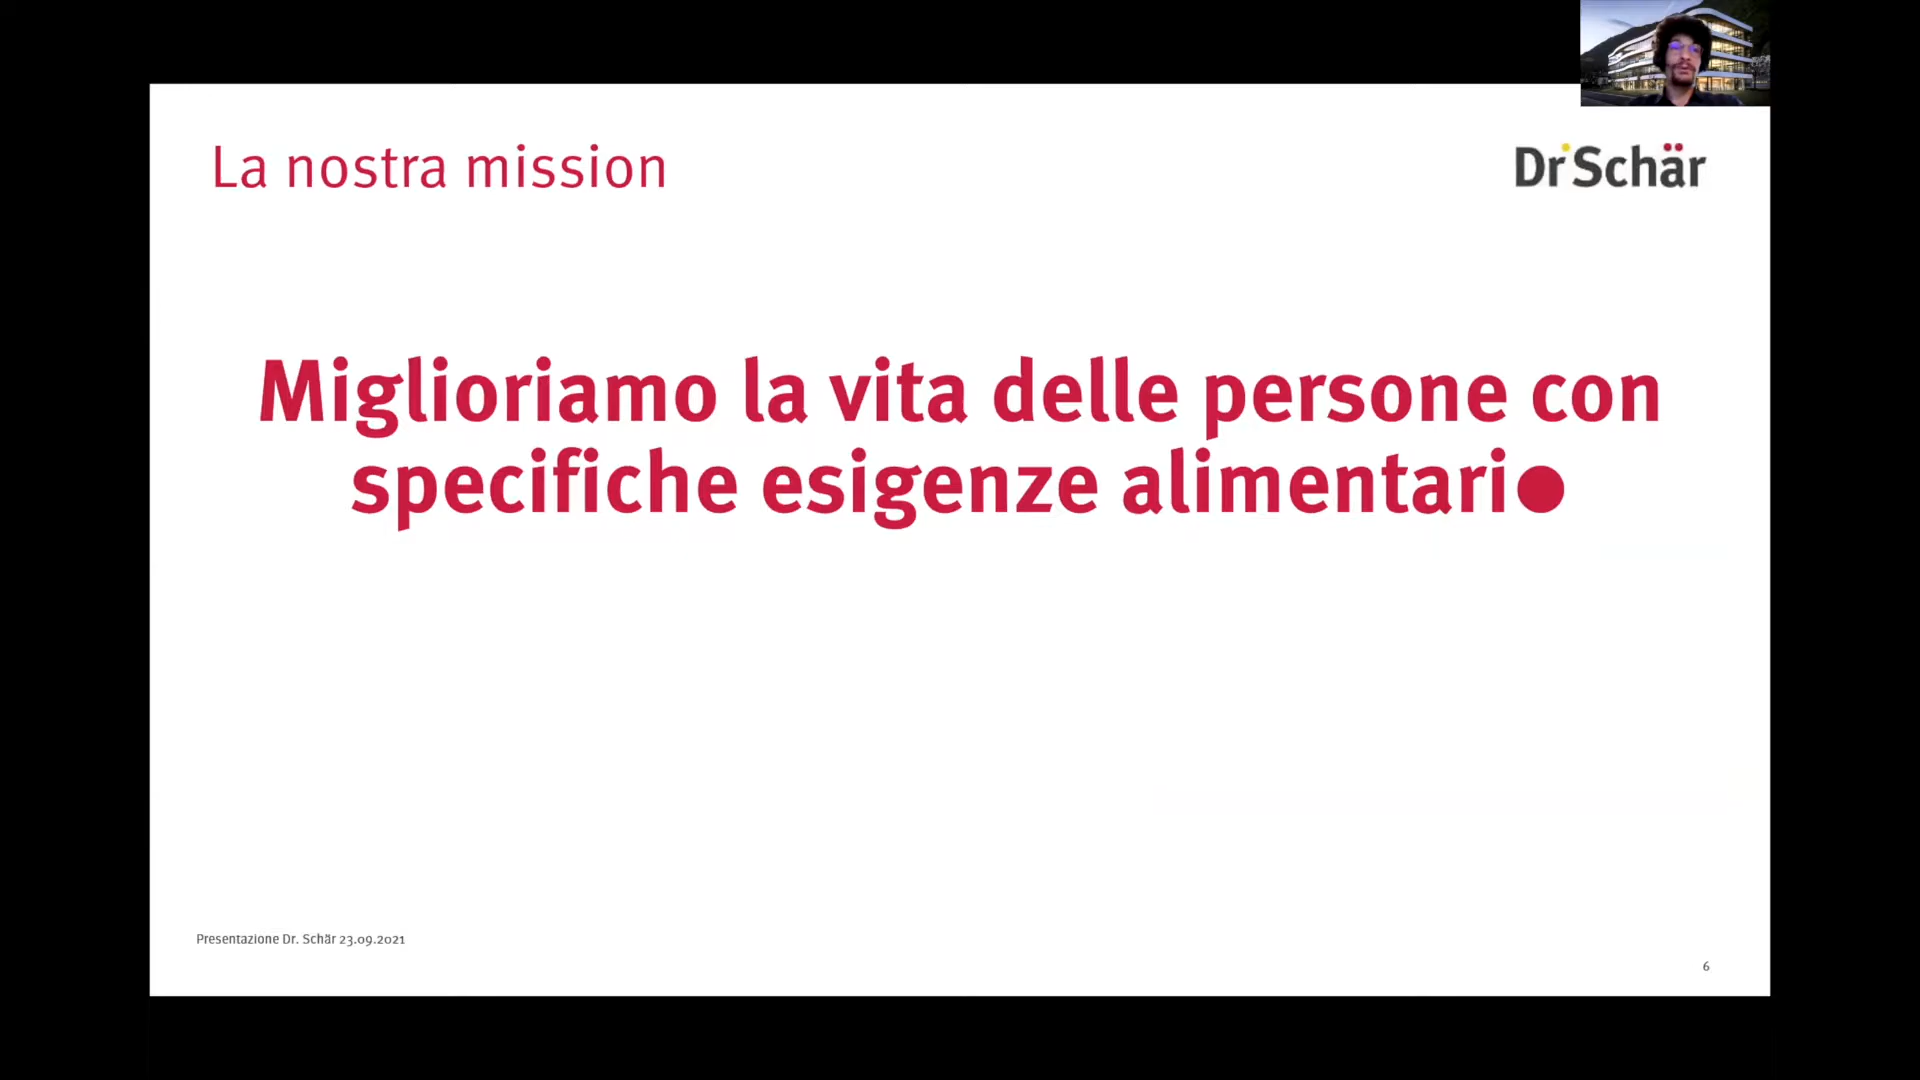 La nostra mission
Dr Schär
Miglioriamo la vita delle persone con
specifiche esigenze alimentari
Presentazione Dr. Schär 23.09.2021
6